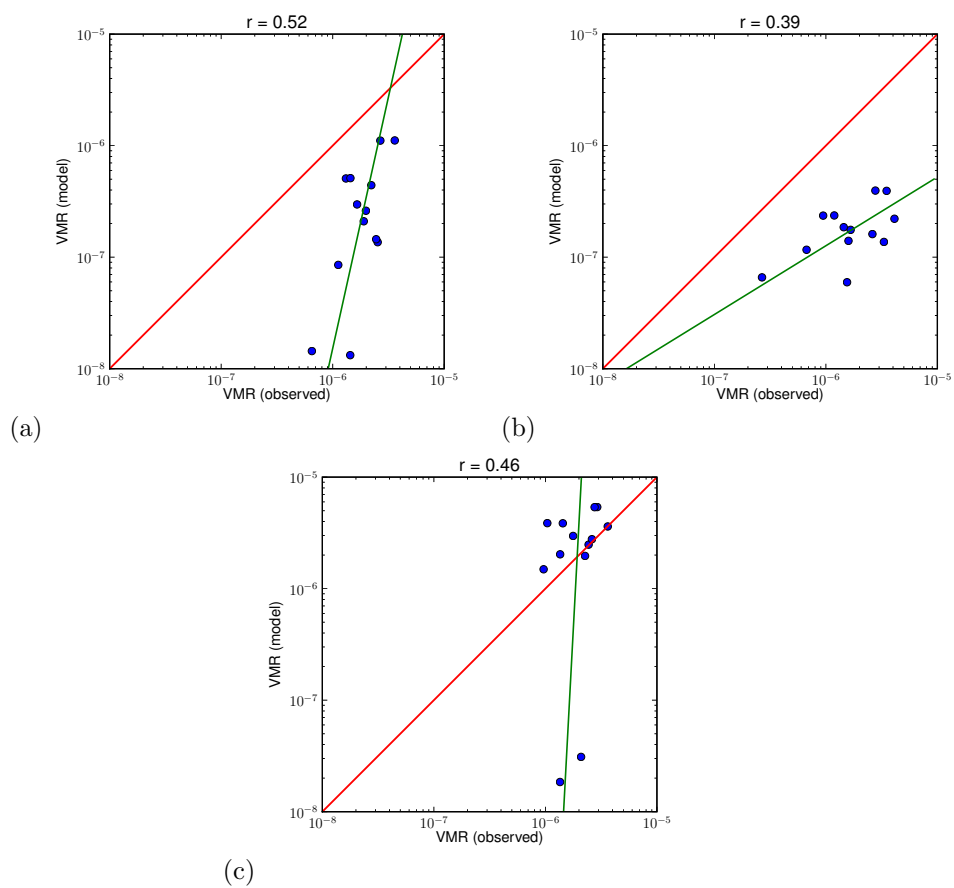 r = 0.52
VMR (model)
10⁻⁵
10⁻⁶
10⁻⁷
10⁻⁸
10⁻⁸ 10⁻⁷ 10⁻⁶ 10⁻⁵
VMR (observed)
(a)
r = 0.39
VMR (model)
10⁻⁵
10⁻⁶
10⁻⁷
10⁻⁸
10⁻⁸ 10⁻⁷ 10⁻⁶ 10⁻⁵
VMR (observed)
(b)
r = 0.46
VMR (model)
10⁻⁵
10⁻⁶
10⁻⁷
10⁻⁸
10⁻⁸ 10⁻⁷ 10⁻⁶ 10⁻⁵
VMR (observed)
(c)